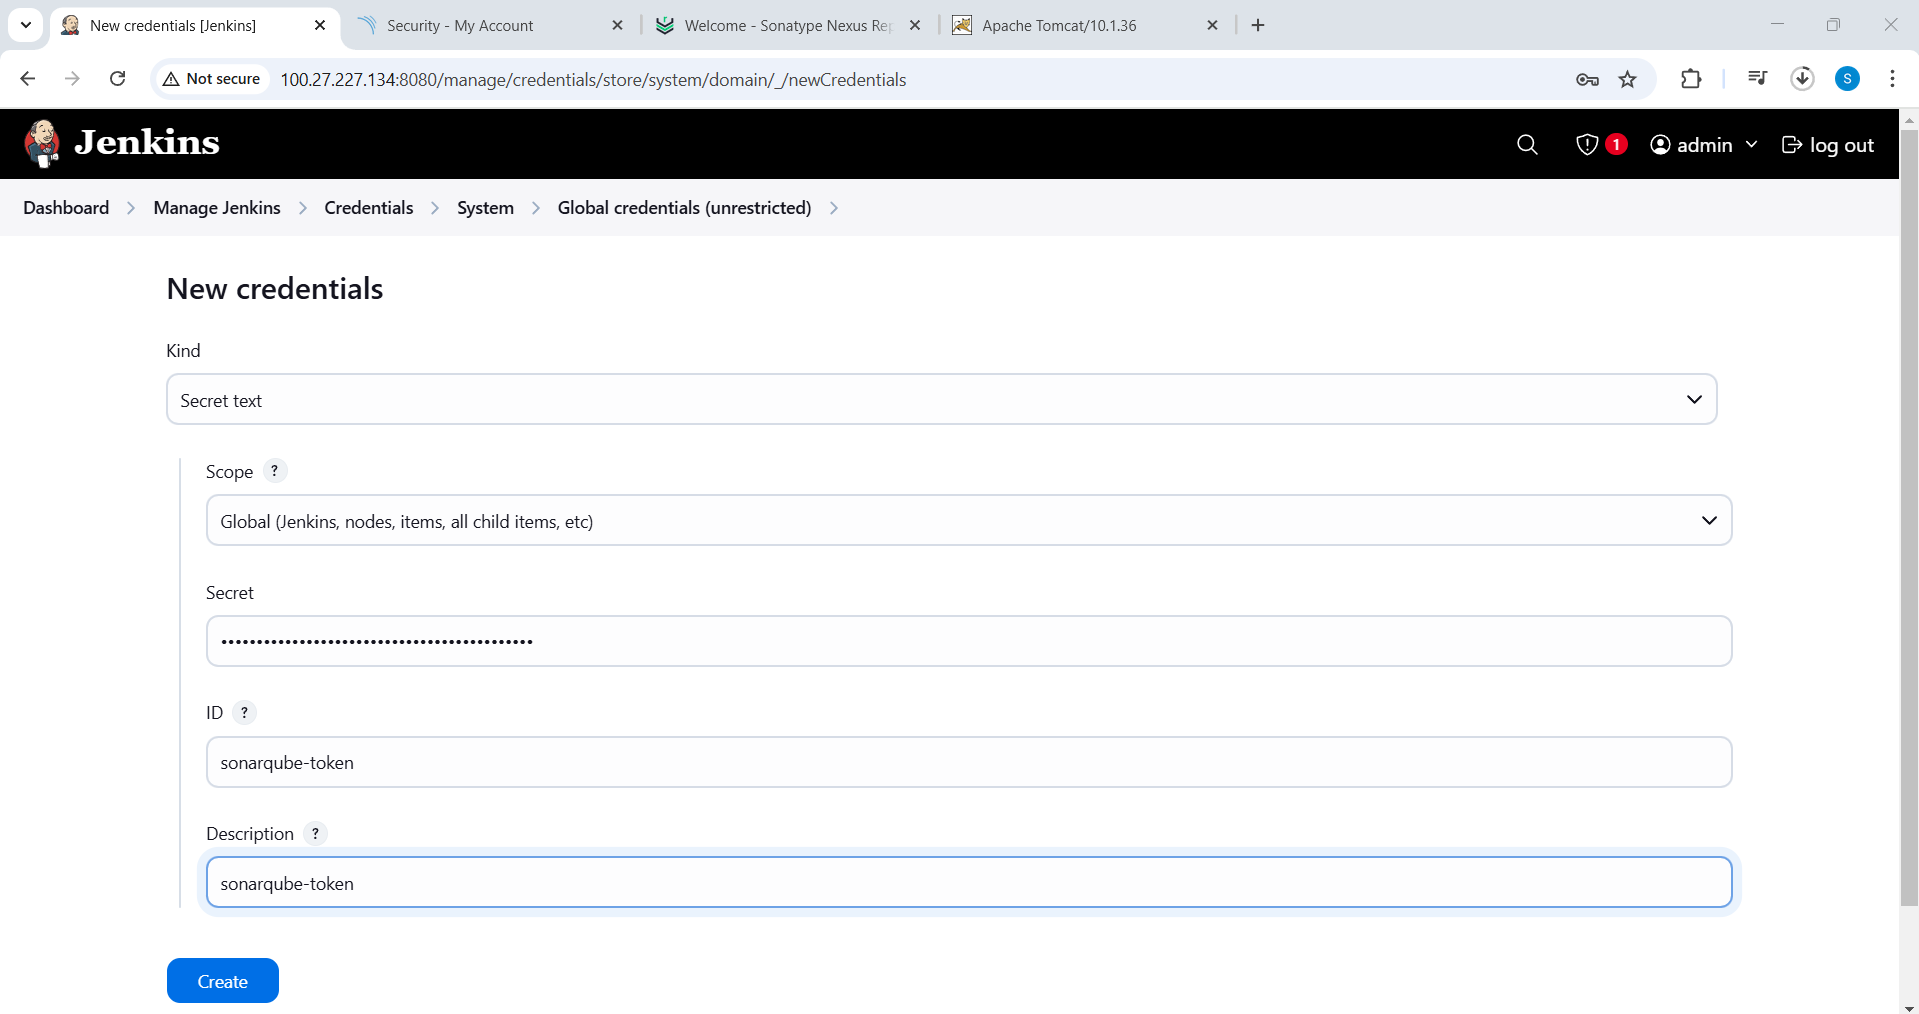 New credentials [Jenkins]
Security - My Account
Welcome - Sonatype Nexus Rep
Apache Tomcat/10.1.36
Not secure
100.27.227.134:8080/manage/credentials/store/system/domain/_/newCredentials
S
Jenkins
1
admin
log out
Dashboard
Manage Jenkins
Credentials
System
Global credentials (unrestricted)
New credentials
Kind
Secret text
Scope ?
Global (Jenkins, nodes, items, all child items, etc)
Secret
ID ?
sonarqube-token
Description ?
sonarqube-token
Create